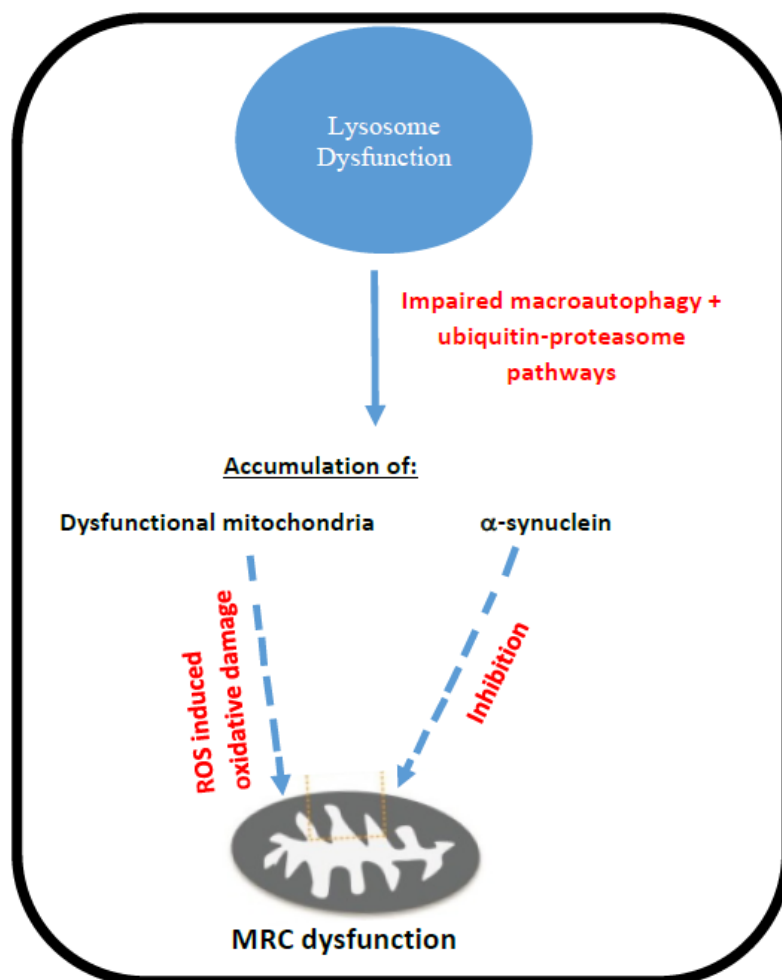 Lysosome
Dysfunction
Impaired macroautophagy +
ubiquitin-proteasome
pathways
Accumulation of:
Dysfunctional mitochondria
α-synuclein
ROS induced
oxidative damage
Inhibition
MRC dysfunction